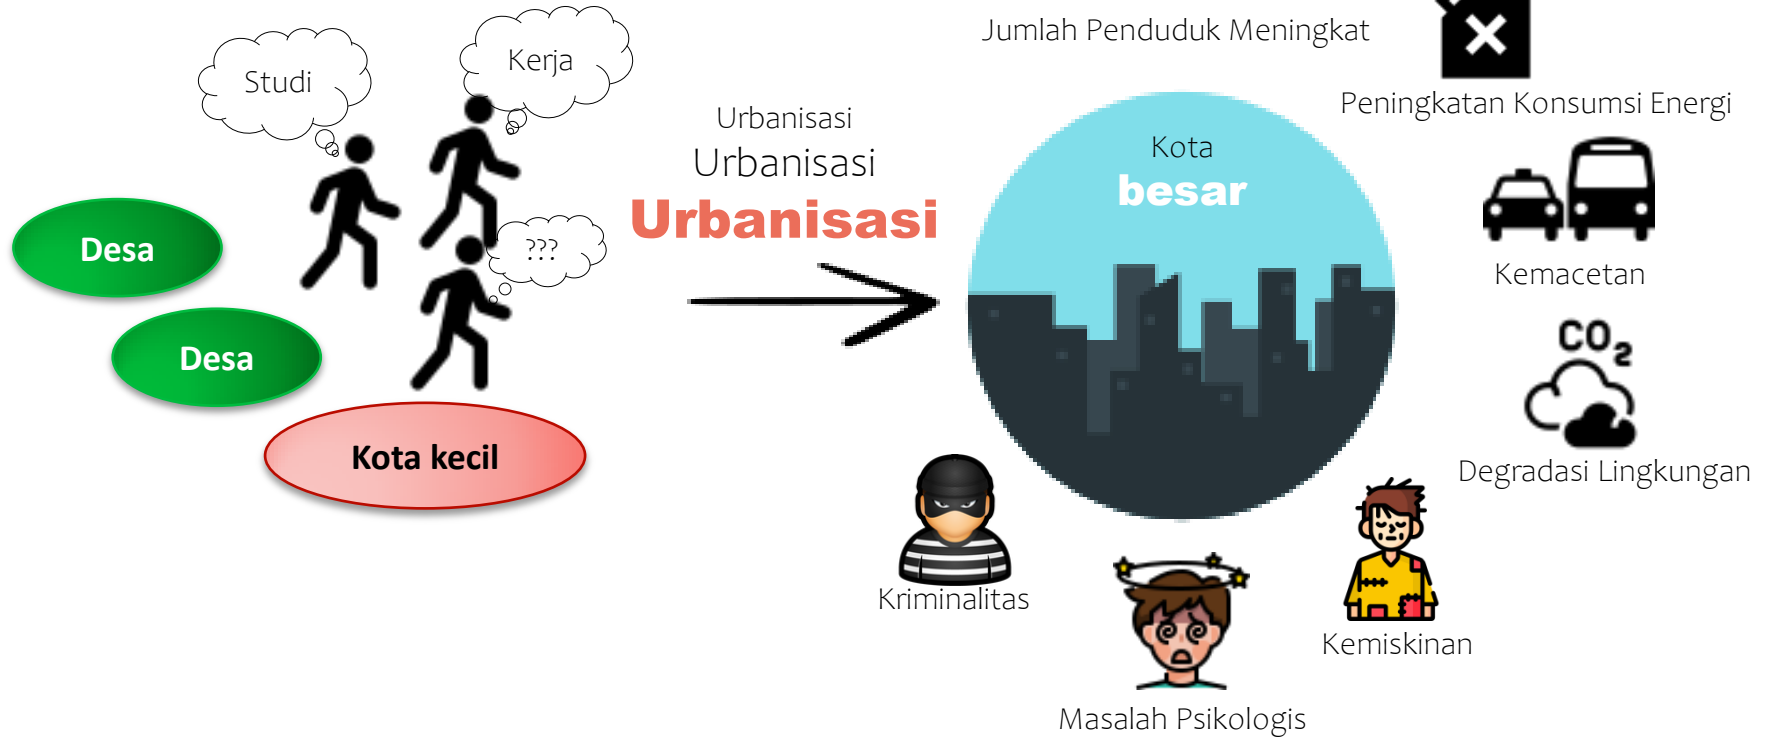 Studi
Kerja
???
Desa
Desa
Kota kecil
Urbanisasi
Urbanisasi
Urbanisasi
Jumlah Penduduk Meningkat
Kota
besar
Peningkatan Konsumsi Energi
Kemacetan
CO2
Degradasi Lingkungan
Kemiskinan
Masalah Psikologis
Kriminalitas